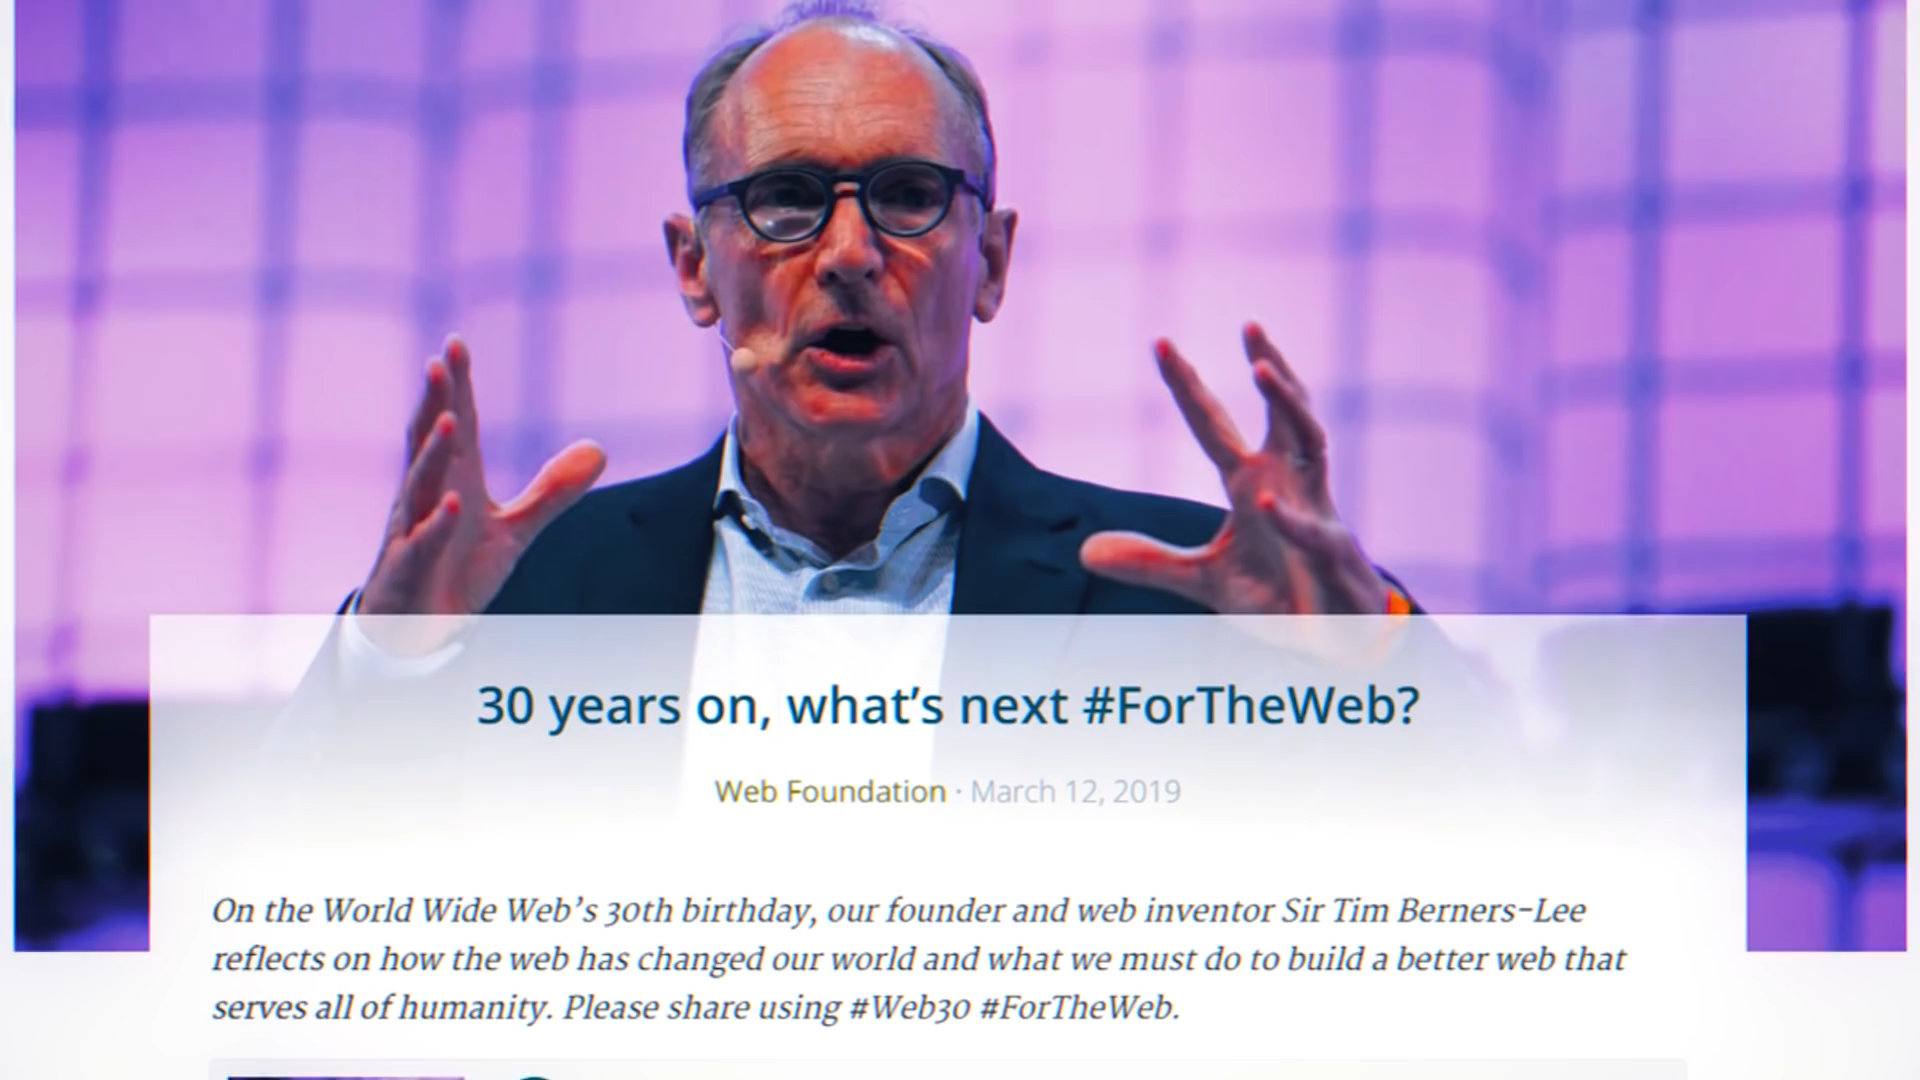 30 years on, what’s next #ForTheWeb?
Web Foundation · March 12, 2019
On the World Wide Web’s 30th birthday, our founder and web inventor Sir Tim Berners-Lee
reflects on how the web has changed our world and what we must do to build a better web that
serves all of humanity. Please share using #Web30 #ForTheWeb.